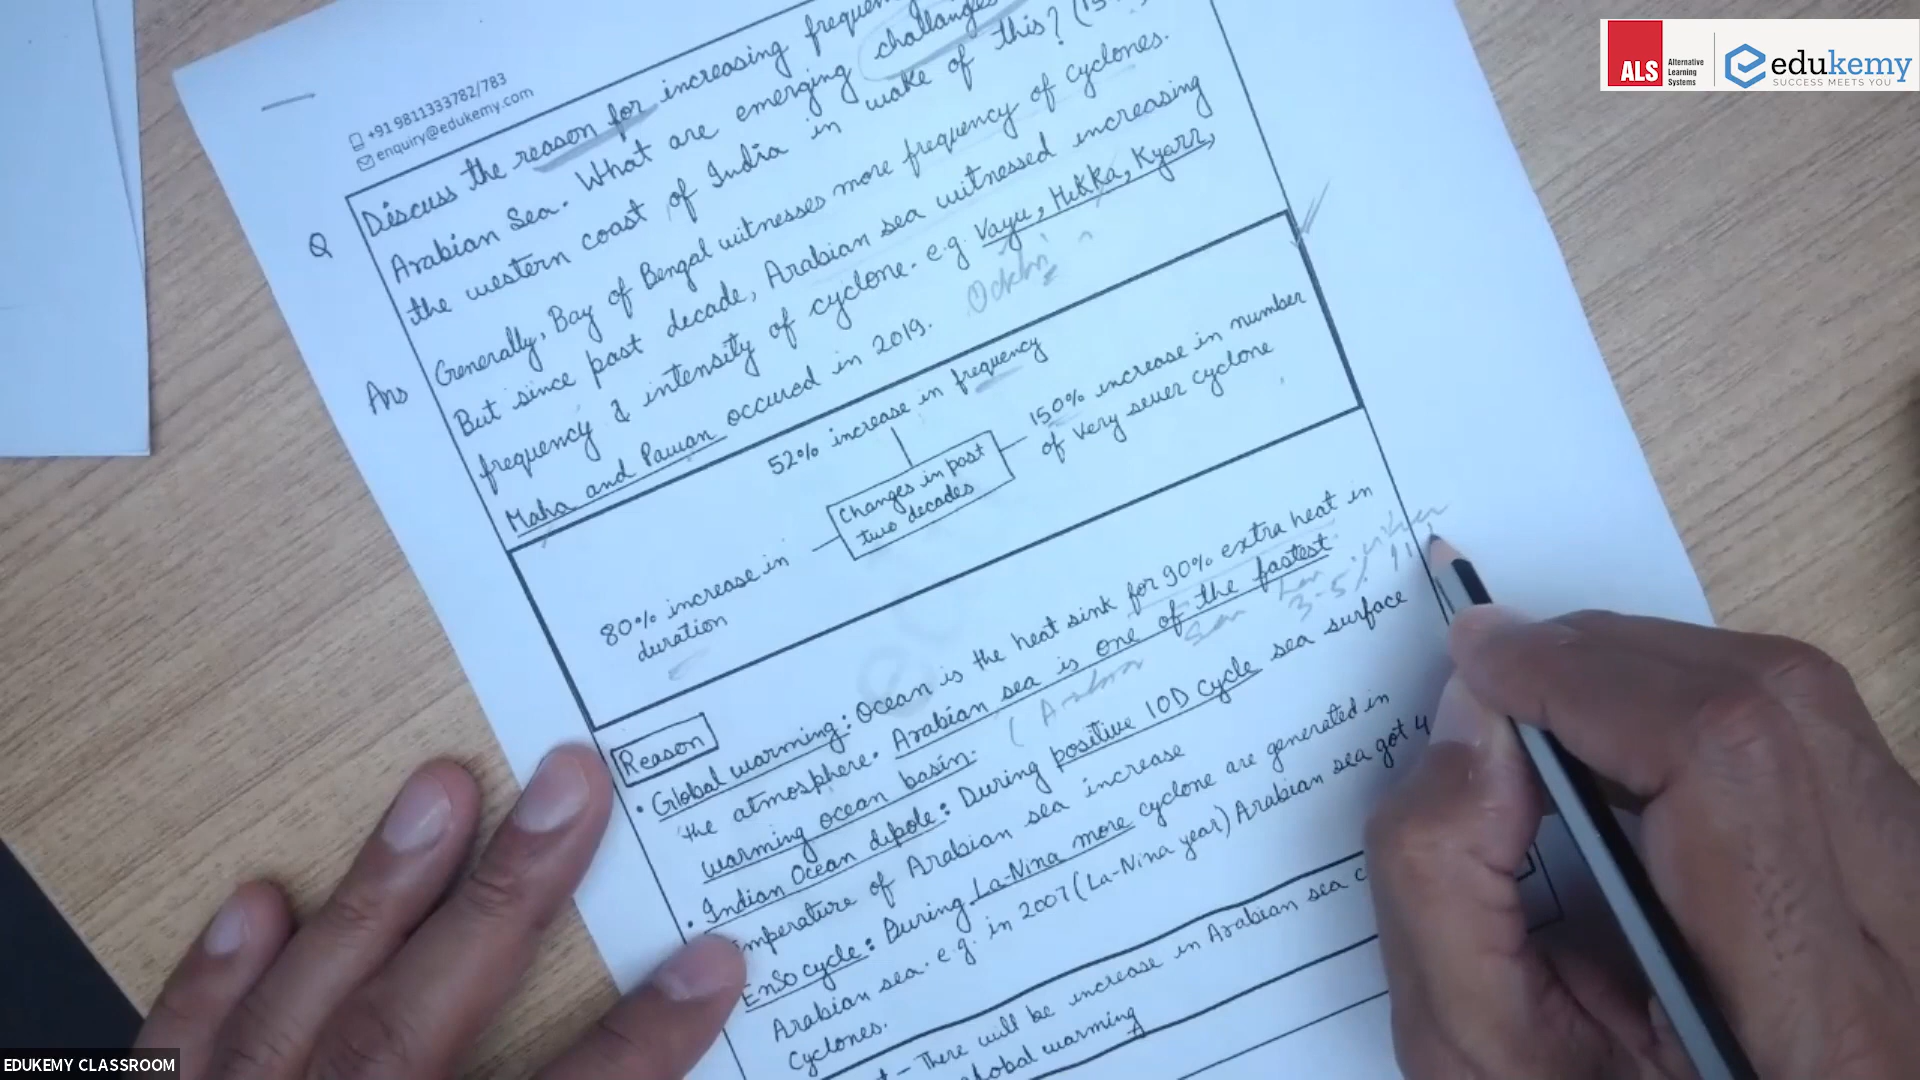 +91 9811333782/783
enquiry@edukemy.com
ALS Alternative Learning Systems
edukemy
SUCCESS MEETS YOU
Q Discuss the reason for increasing
Arabian Sea. What are emerging challenges
the western coast of India in wake of this? (15
Ans Generally, Bay of Bengal witnesses more frequency of cyclones.
But since past decade, Arabian sea witnessed increasing
frequency & intensity of cyclone. e.g. Vayu, Hikka, Kyarr,
Maha and Pawan occured in 2019.
Ockhi
52% increase in frequency
150% increase in number
of very sever cyclone
Changes in past
two decades
80% increase in
duration
Reason
• Global warming: Ocean is the heat sink for 90% extra heat in
the atmosphere. Arabian sea is one of the fastest
warming ocean basin. (
3-5%
• Indian Ocean dipole: During positive IOD cycle sea surface
temperature of Arabian sea increase
Enso cycle: During La-Nina more cyclone are generated in
Arabian sea. e.g. in 2007 (La-Nina year) Arabian sea got 4
Cyclones.
- There will be increase in Arabian sea c
global warming
EDUKEMY CLASSROOM